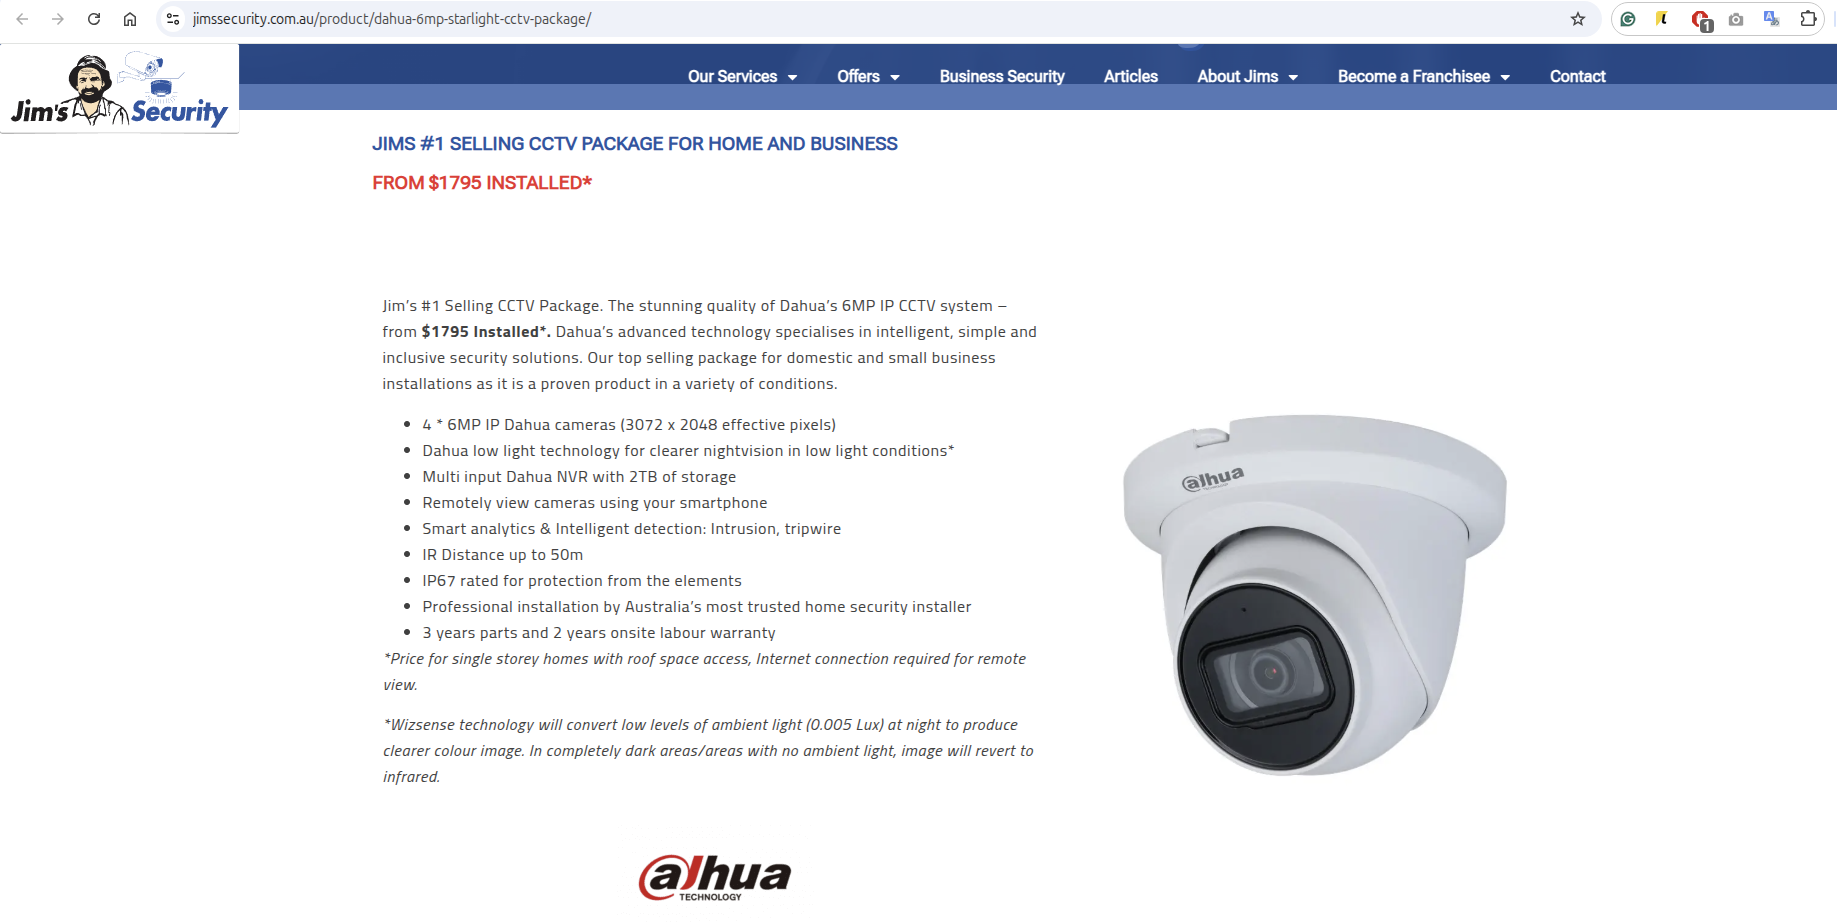 jimssecurity.com.au/product/dahua-6mp-starlight-cctv-package/
1
Jim's Security
Our Services
Offers
Business Security
Articles
About Jims
Become a Franchisee
Contact
JIMS #1 SELLING CCTV PACKAGE FOR HOME AND BUSINESS
FROM $1795 INSTALLED*
Jim’s #1 Selling CCTV Package. The stunning quality of Dahua’s 6MP IP CCTV system –
from $1795 Installed*. Dahua’s advanced technology specialises in intelligent, simple and
inclusive security solutions. Our top selling package for domestic and small business
installations as it is a proven product in a variety of conditions.
4 * 6MP IP Dahua cameras (3072 x 2048 effective pixels)
Dahua low light technology for clearer nightvision in low light conditions*
Multi input Dahua NVR with 2TB of storage
Remotely view cameras using your smartphone
Smart analytics & Intelligent detection: Intrusion, tripwire
IR Distance up to 50m
IP67 rated for protection from the elements
Professional installation by Australia’s most trusted home security installer
3 years parts and 2 years onsite labour warranty
*Price for single storey homes with roof space access, Internet connection required for remote
view.
*Wizsense technology will convert low levels of ambient light (0.005 Lux) at night to produce
clearer colour image. In completely dark areas/areas with no ambient light, image will revert to
infrared.
alhua
alhua
TECHNOLOGY